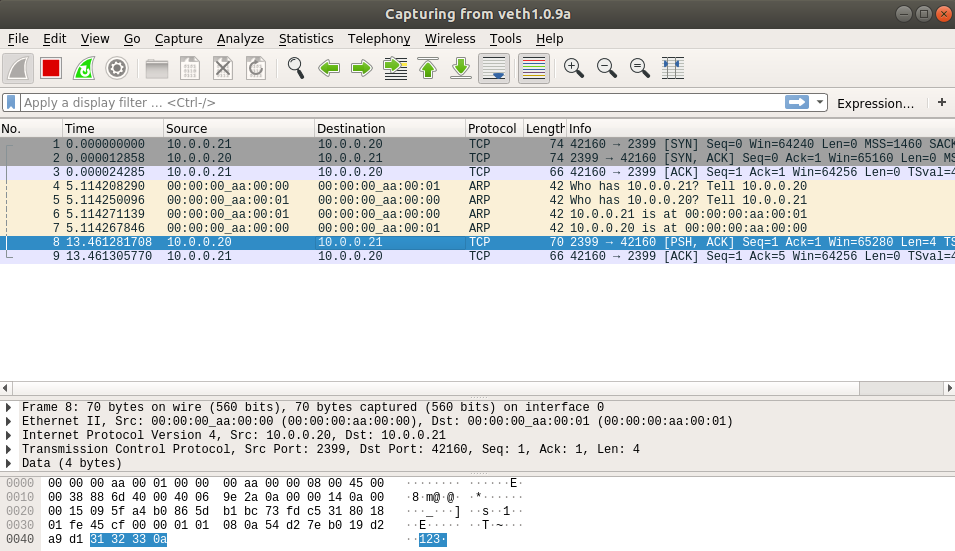 Capturing from veth1.0.9a
File Edit View Go Capture Analyze Statistics Telephony Wireless Tools Help
Apply a display filter ... <Ctrl-/> Expression… +
No. Time Source Destination Protocol Length Info
1 0.000000000 10.0.0.21 10.0.0.20 TCP 74 42160 → 2399 [SYN] Seq=0 Win=64240 Len=0 MSS=1460 SACK
2 0.000012858 10.0.0.20 10.0.0.21 TCP 74 2399 → 42160 [SYN, ACK] Seq=0 Ack=1 Win=65160 Len=0 MS
3 0.000024285 10.0.0.21 10.0.0.20 TCP 66 42160 → 2399 [ACK] Seq=1 Ack=1 Win=64256 Len=0 TSval=4
4 5.114208290 00:00:00_aa:00:00 00:00:00_aa:00:01 ARP 42 Who has 10.0.0.21? Tell 10.0.0.20
5 5.114250096 00:00:00_aa:00:01 00:00:00_aa:00:00 ARP 42 Who has 10.0.0.20? Tell 10.0.0.21
6 5.114271139 00:00:00_aa:00:01 00:00:00_aa:00:00 ARP 42 10.0.0.21 is at 00:00:00:aa:00:01
7 5.114267846 00:00:00_aa:00:00 00:00:00_aa:00:01 ARP 42 10.0.0.20 is at 00:00:00:aa:00:00
8 13.461281708 10.0.0.20 10.0.0.21 TCP 70 2399 → 42160 [PSH, ACK] Seq=1 Ack=1 Win=65280 Len=4 TS
9 13.461305770 10.0.0.21 10.0.0.20 TCP 66 42160 → 2399 [ACK] Seq=1 Ack=5 Win=64256 Len=0 TSval=4
Frame 8: 70 bytes on wire (560 bits), 70 bytes captured (560 bits) on interface 0
Ethernet II, Src: 00:00:00_aa:00:00 (00:00:00:aa:00:00), Dst: 00:00:00_aa:00:01 (00:00:00:aa:00:01)
Internet Protocol Version 4, Src: 10.0.0.20, Dst: 10.0.0.21
Transmission Control Protocol, Src Port: 2399, Dst Port: 42160, Seq: 1, Ack: 1, Len: 4
Data (4 bytes)
0000 00 00 00 aa 00 01 00 00 00 aa 00 00 08 00 45 00 ········ ······E·
0010 00 38 88 6d 40 00 40 06 9e 2a 0a 00 00 14 0a 00 ·8·m@·@· ·*······
0020 00 15 09 5f a4 b0 86 5d b1 bc 73 fd c5 31 80 18 ···_···] ··s··1··
0030 01 fe 45 cf 00 00 01 01 08 0a 54 d2 7e b0 19 d2 ··E····· ··T·~···
0040 a9 d1 31 32 33 0a ··123·